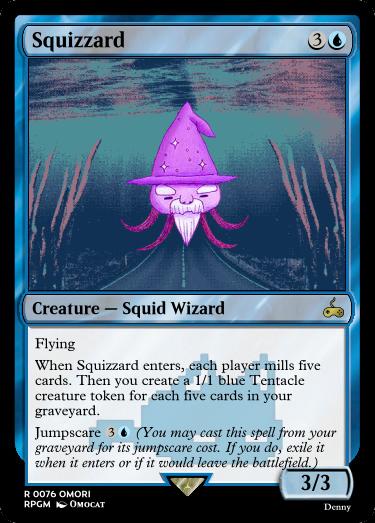 Squizzard 3
Creature — Squid Wizard
Flying
When Squizzard enters, each player mills five
cards. Then you create a 1/1 blue Tentacle
creature token for each five cards in your
graveyard.
Jumpscare 3 (You may cast this spell from your
graveyard for its jumpscare cost. If you do, exile it
when it enters or if it would leave the battlefield.)
3/3
R 0076 OMORI
RPGM Omocat
Denny